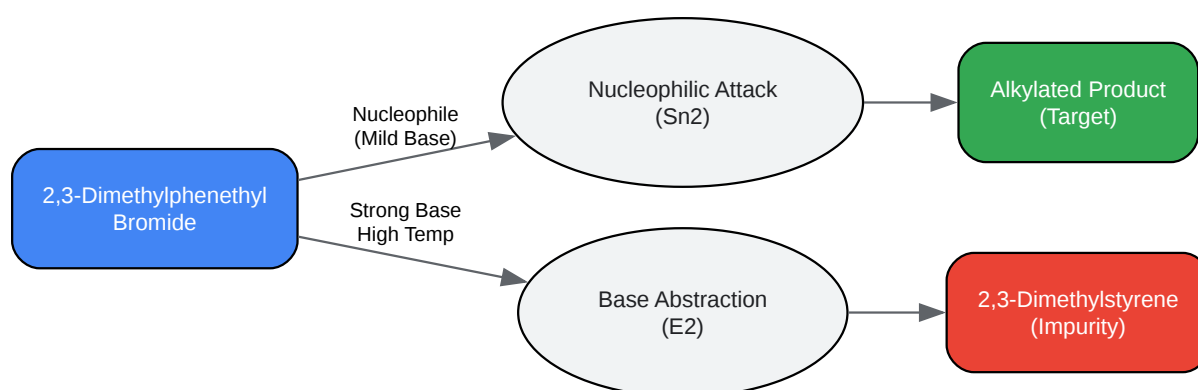 2,3-Dimethylphenethyl
Bromide
Nucleophile
(Mild Base)
Strong Base
High Temp
Nucleophilic Attack
(Sn2)
Base Abstraction
(E2)
Alkylated Product
(Target)
2,3-Dimethylstyrene
(Impurity)